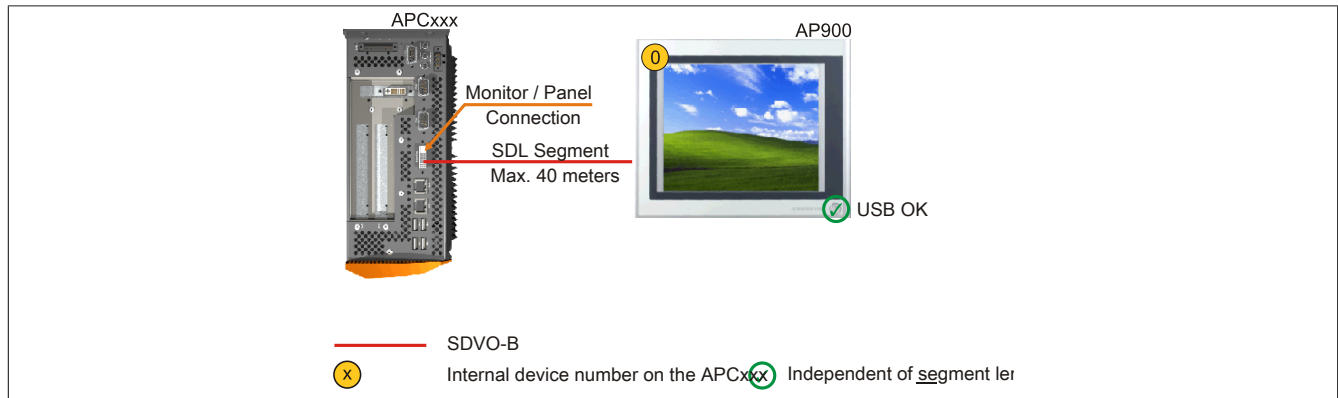 APCxxx
AP900
0
Monitor / Panel
Connection
SDL Segment
Max. 40 meters
USB OK
SDVO-B
x Internal device number on the APCxxx Independent of segment